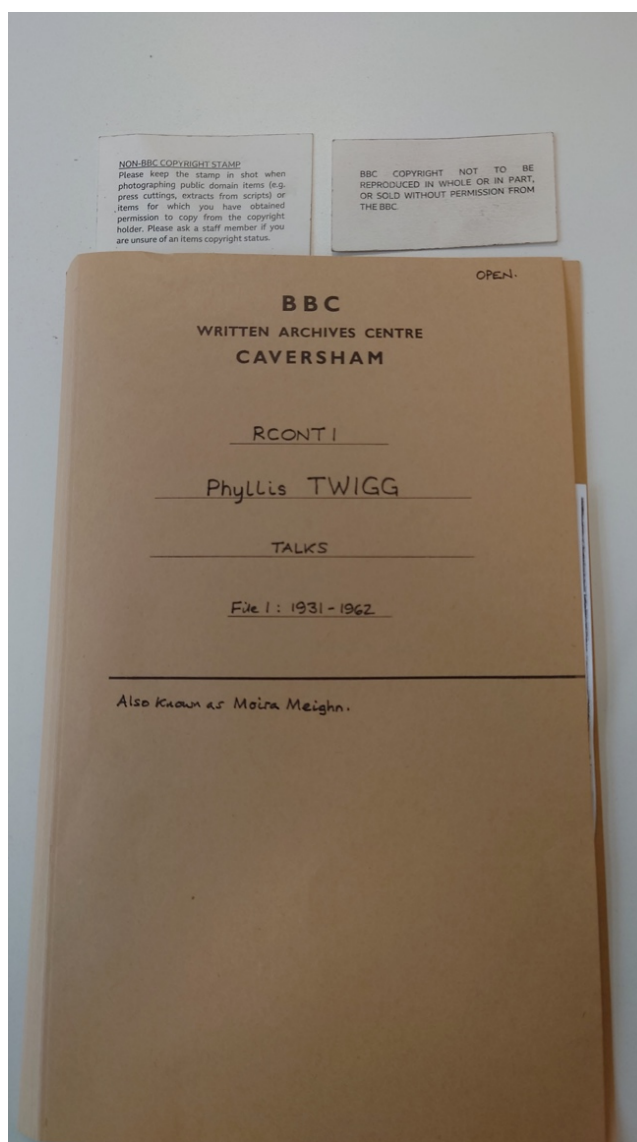 NON-BBC COPYRIGHT STAMP
Please keep the stamp in shot when
photographing public domain items (e.g.
press cuttings, extracts from scripts) or
items for which you have obtained
permission to copy from the copyright
holder. Please ask a staff member if you
are unsure of an items copyright status.
BBC COPYRIGHT NOT TO BE
REPRODUCED IN WHOLE OR IN PART,
OR SOLD WITHOUT PERMISSION FROM
THE BBC
OPEN.
BBC
WRITTEN ARCHIVES CENTRE
CAVERSHAM
RCONT1
Phyllis TWIGG
TALKS
File 1: 1931-1962
Also Known as Moira Meighn.